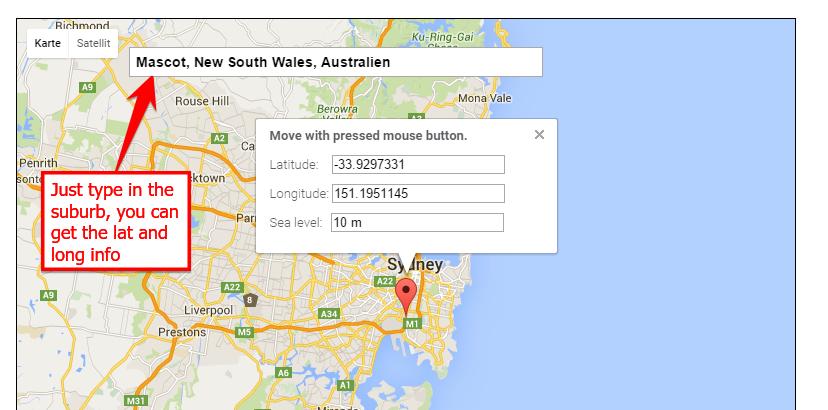 Richmond
Karte Satellit
Ku-Ring-Gai
Mascot, New South Wales, Australien
A9
Rouse Hill
Mona Vale
Berowra
A2
Move with pressed mouse button.
Penrith
Latitude: -33.9297331
Just type in the
suburb, you can
get the lat and
long info
Longitude: 151.1951145
Sea level: 10 m
Sydney
A22
A9
A22
8
Liverpool
A34
M1
Prestons
M5
A6
A1
M31